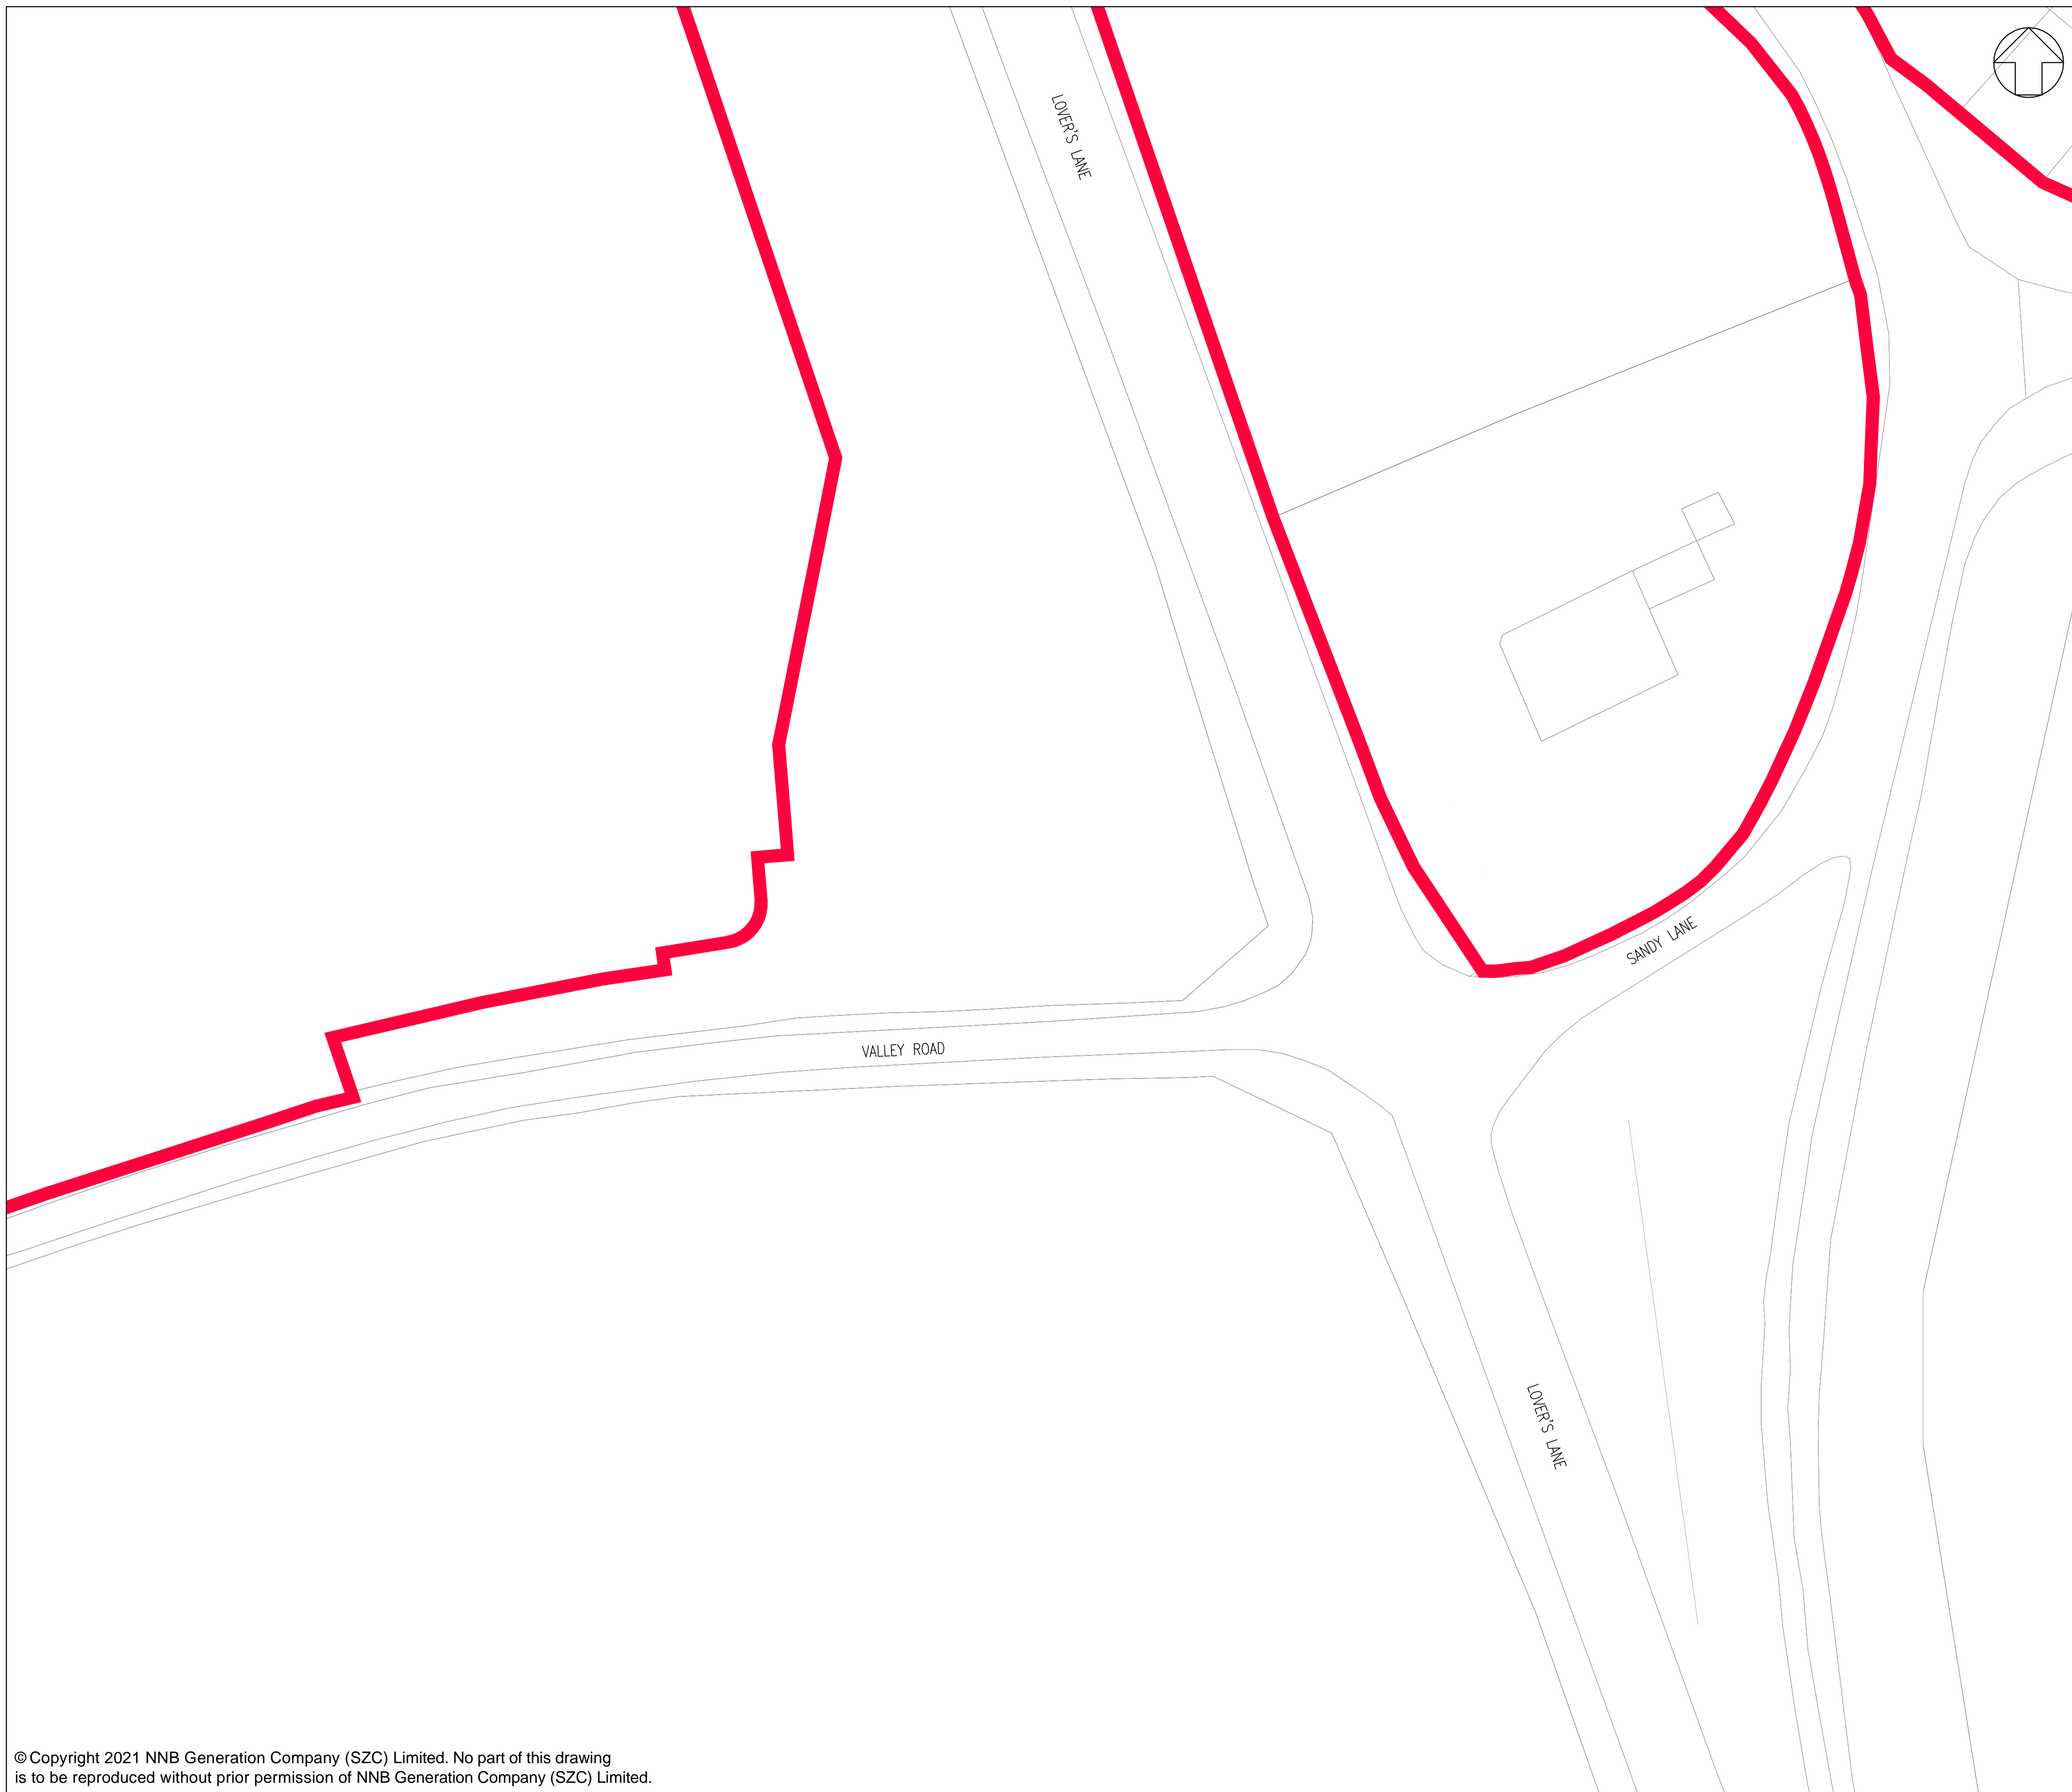 LOVER'S LANE
SANDY LANE
VALLEY ROAD
LOVER'S LANE
© Copyright 2021 NNB Generation Company (SZC) Limited. No part of this drawing
is to be reproduced without prior permission of NNB Generation Company (SZC) Limited.